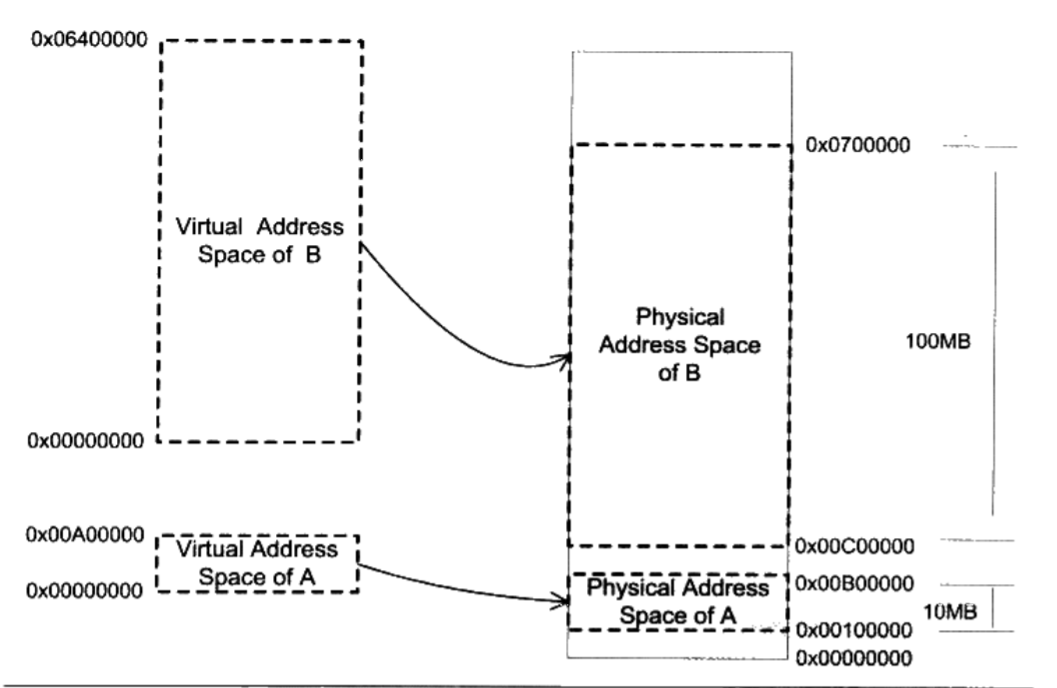 0x06400000
0x0700000
Virtual Address
Space of B
Physical
Address Space
of B
100MB
0x00000000
0x00A00000
Virtual Address
Space of A
0x00000000
0x00C00000
0x00B00000
Physical Address
Space of A
10MB
0x00100000
0x00000000